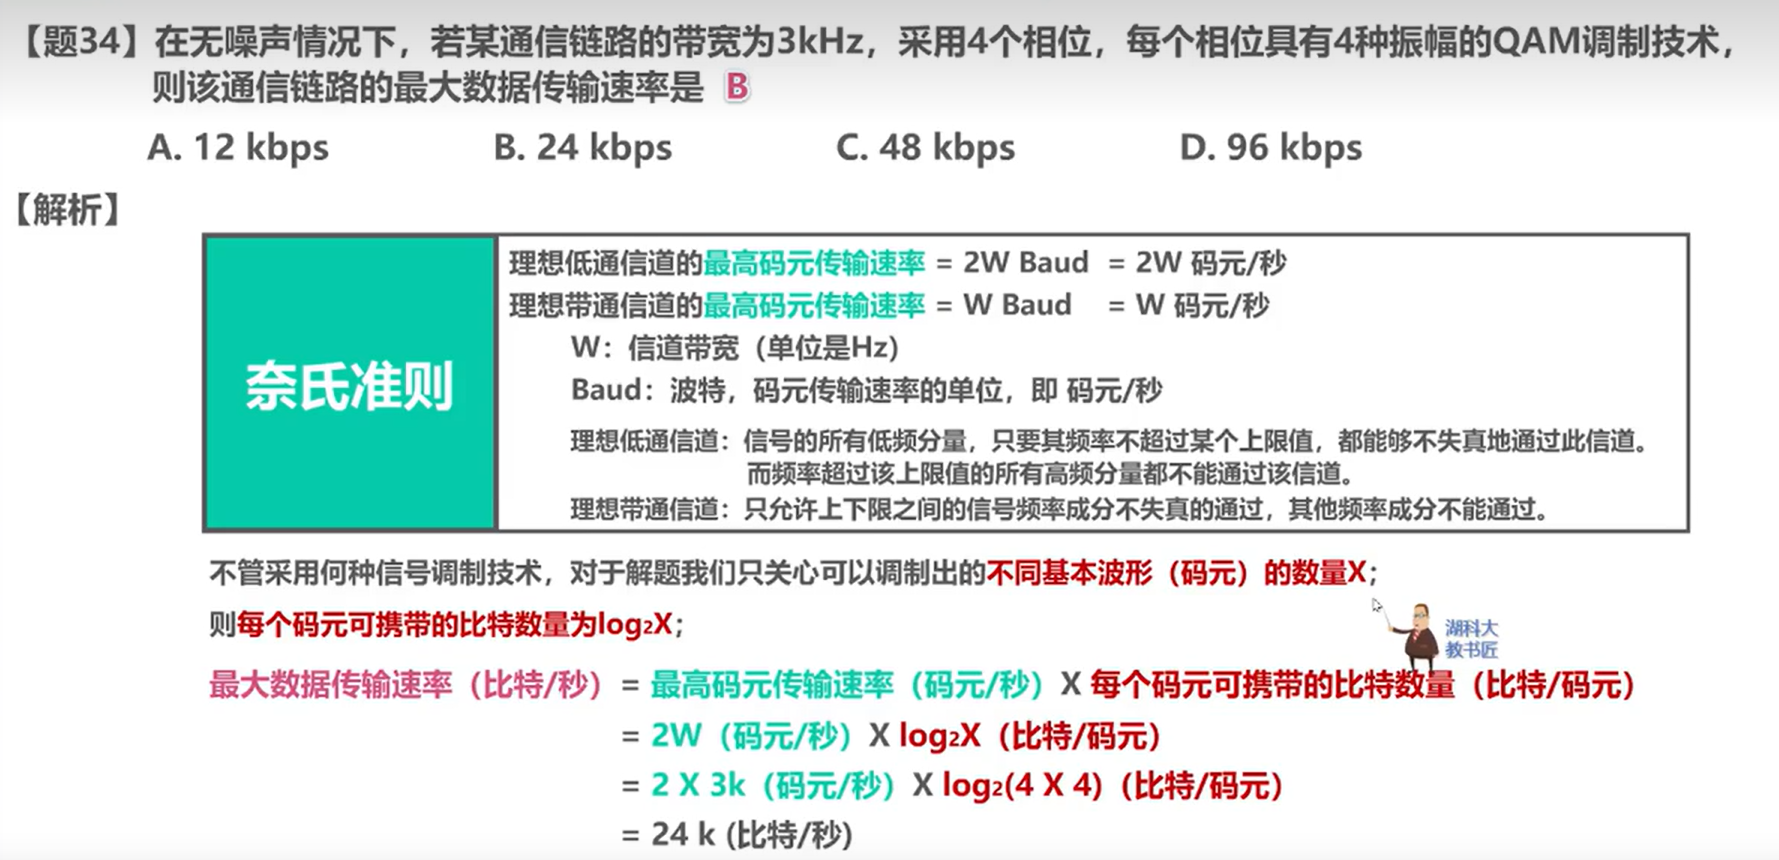 【题34】在无噪声情况下，若某通信链路的带宽为3kHz，采用4个相位，每个相位具有4种振幅的QAM调制技术，
则该通信链路的最大数据传输速率是 B
A. 12 kbps B. 24 kbps C. 48 kbps D. 96 kbps
【解析】
奈氏准则
理想低通信道的最高码元传输速率 = 2W Baud = 2W 码元/秒
理想带通信道的最高码元传输速率 = W Baud = W 码元/秒
W：信道带宽（单位是Hz)
Baud：波特，码元传输速率的单位，即 码元/秒
理想低通信道：信号的所有低频分量，只要其频率不超过某个上限值，都能够不失真地通过此信道。
而频率超过该上限值的所有高频分量都不能通过该信道。
理想带通信道：只允许上下限之间的信号频率成分不失真的通过，其他频率成分不能通过。
不管采用何种信号调制技术，对于解题我们只关心可以调制出的不同基本波形（码元）的数量X；
则每个码元可携带的比特数量为log₂X；
湖科大
教书匠
最大数据传输速率（比特/秒） = 最高码元传输速率（码元/秒） X 每个码元可携带的比特数量（比特/码元）
= 2W（码元/秒） X log₂X（比特/码元）
= 2 X 3k（码元/秒） X log₂(4 X 4)（比特/码元）
= 24 k (比特/秒)